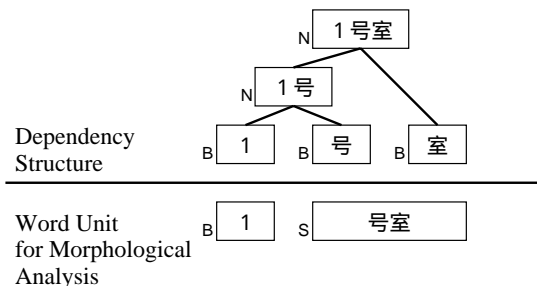 N 1号室
N 1号
Dependency
Structure
B 1 B 号 B 室
Word Unit
for Morphological
Analysis
B 1 S 号室